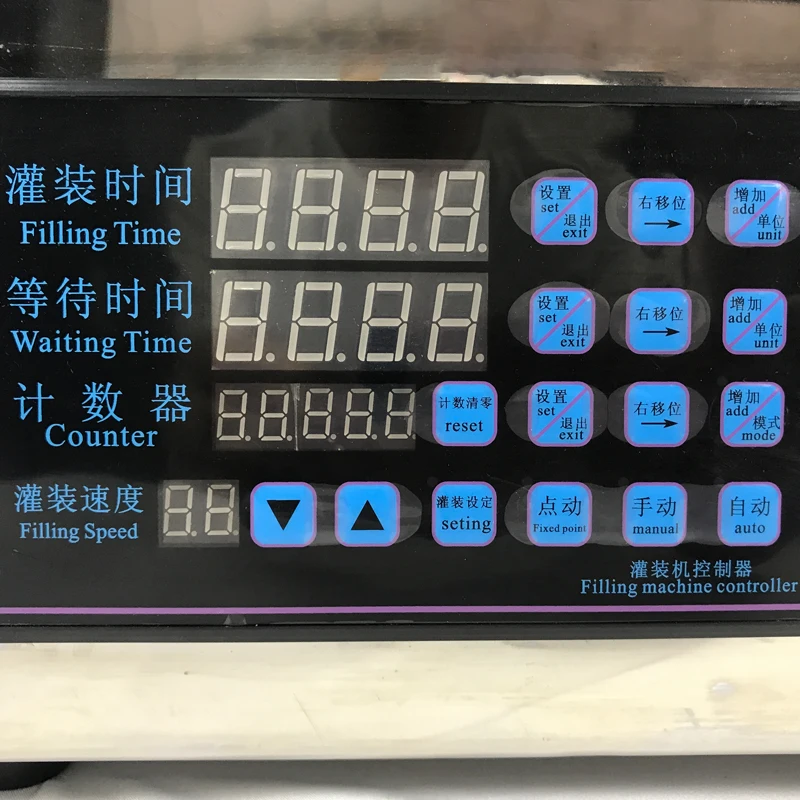 灌装时间
Filling Time
设置
set
退出
exit
右移位
→
增加
add
单位
unit
等待时间
Waiting Time
设置
set
退出
exit
右移位
→
增加
add
单位
unit
计数器
Counter
计数清零
reset
设置
set
退出
exit
右移位
→
增加
add
模式
mode
灌装速度
Filling Speed
▼
▲
灌装设定
seting
点动
Fixed point
手动
manual
自动
auto
灌装机控制器
Filling machine controller